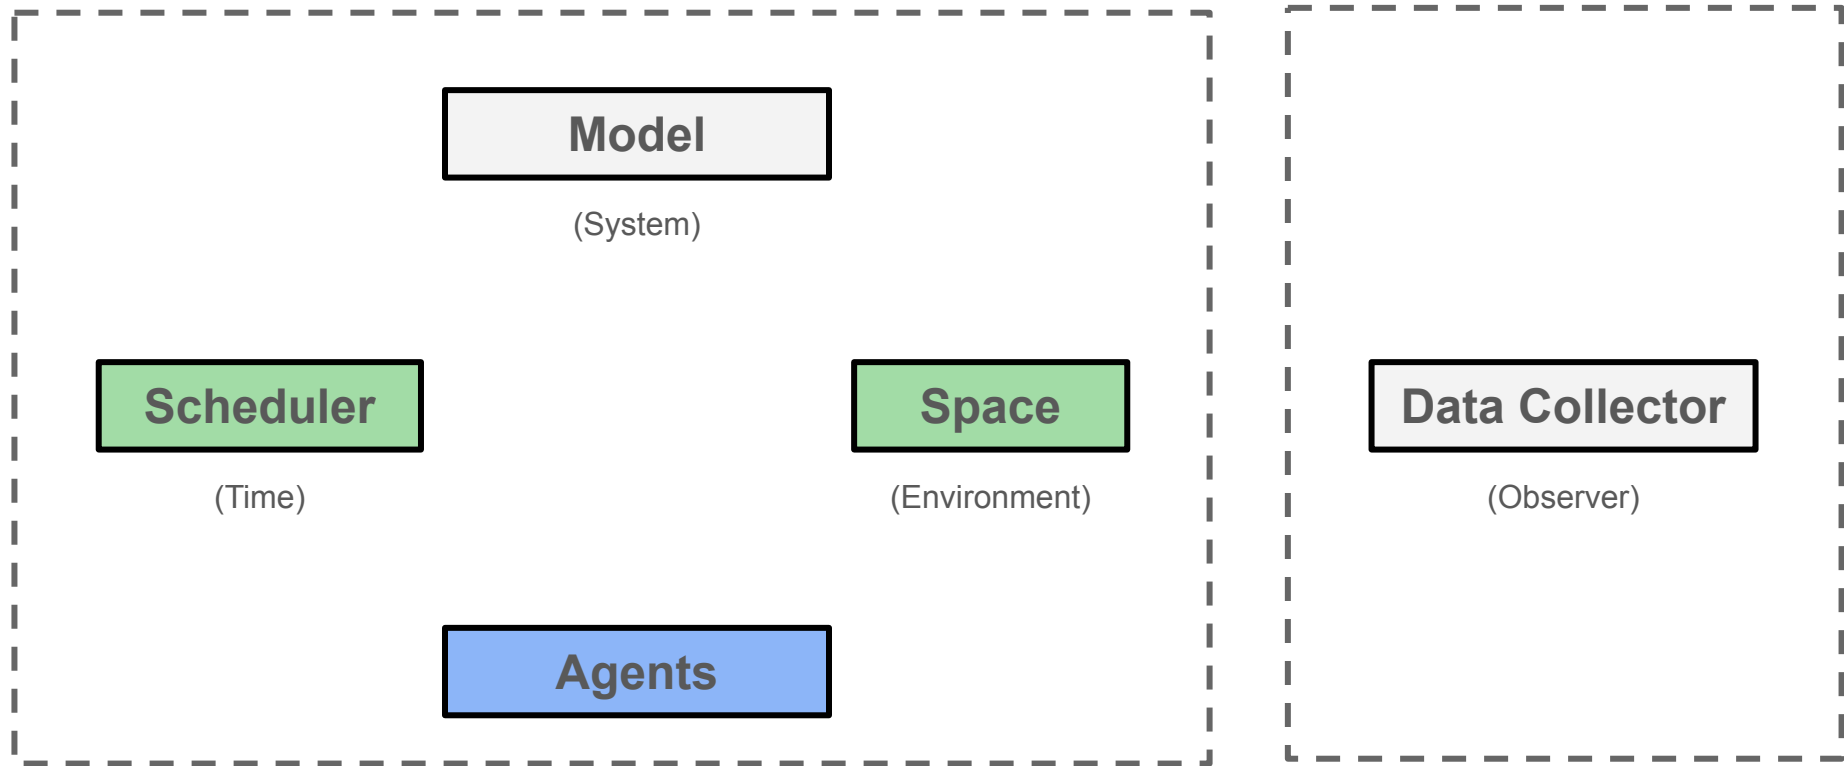 Model
(System)
Scheduler
(Time)
Space
(Environment)
Data Collector
(Observer)
Agents